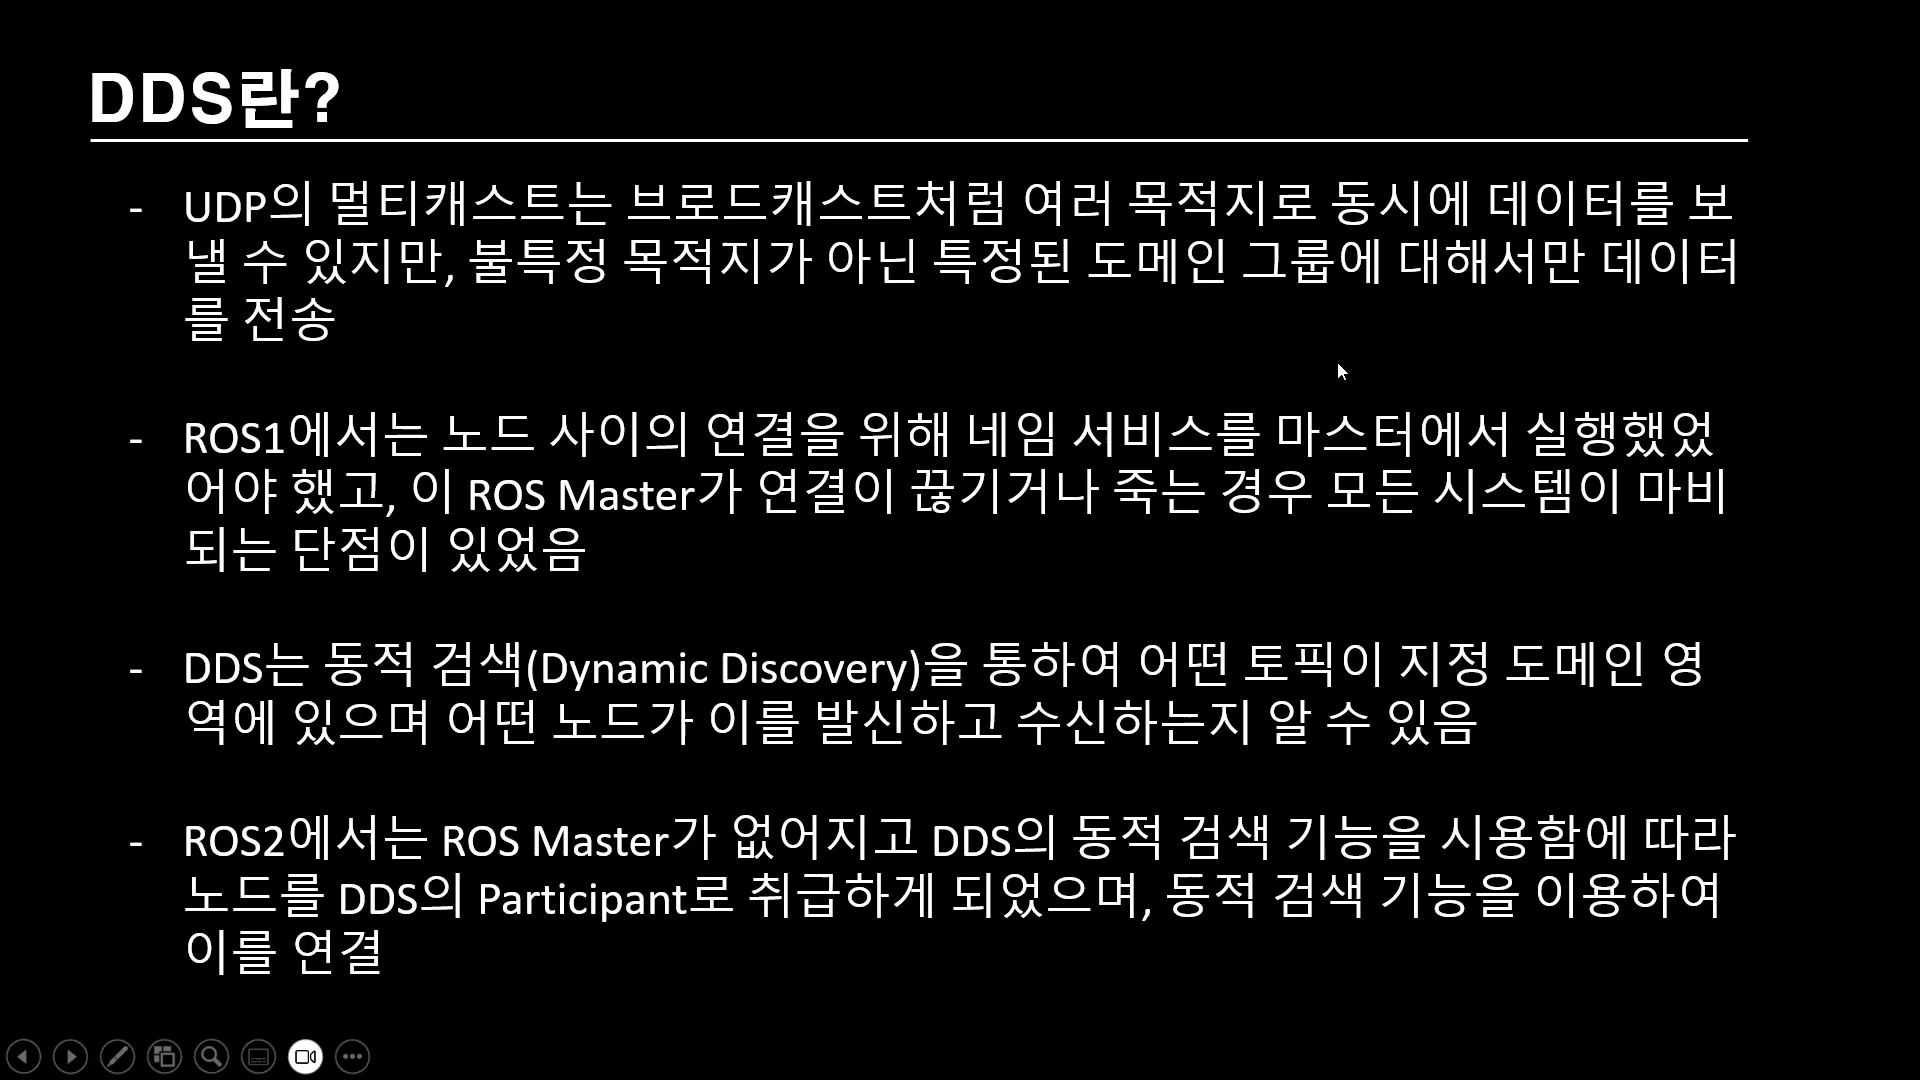 DDS란?
- UDP의 멀티캐스트는 브로드캐스트처럼 여러 목적지로 동시에 데이터를 보
낼 수 있지만, 불특정 목적지가 아닌 특정된 도메인 그룹에 대해서만 데이터
를 전송
- ROS1에서는 노드 사이의 연결을 위해 네임 서비스를 마스터에서 실행했었
어야 했고, 이 ROS Master가 연결이 끊기거나 죽는 경우 모든 시스템이 마비
되는 단점이 있었음
- DDS는 동적 검색(Dynamic Discovery)을 통하여 어떤 토픽이 지정 도메인 영
역에 있으며 어떤 노드가 이를 발신하고 수신하는지 알 수 있음
- ROS2에서는 ROS Master가 없어지고 DDS의 동적 검색 기능을 시용함에 따라
노드를 DDS의 Participant로 취급하게 되었으며, 동적 검색 기능을 이용하여
이를 연결